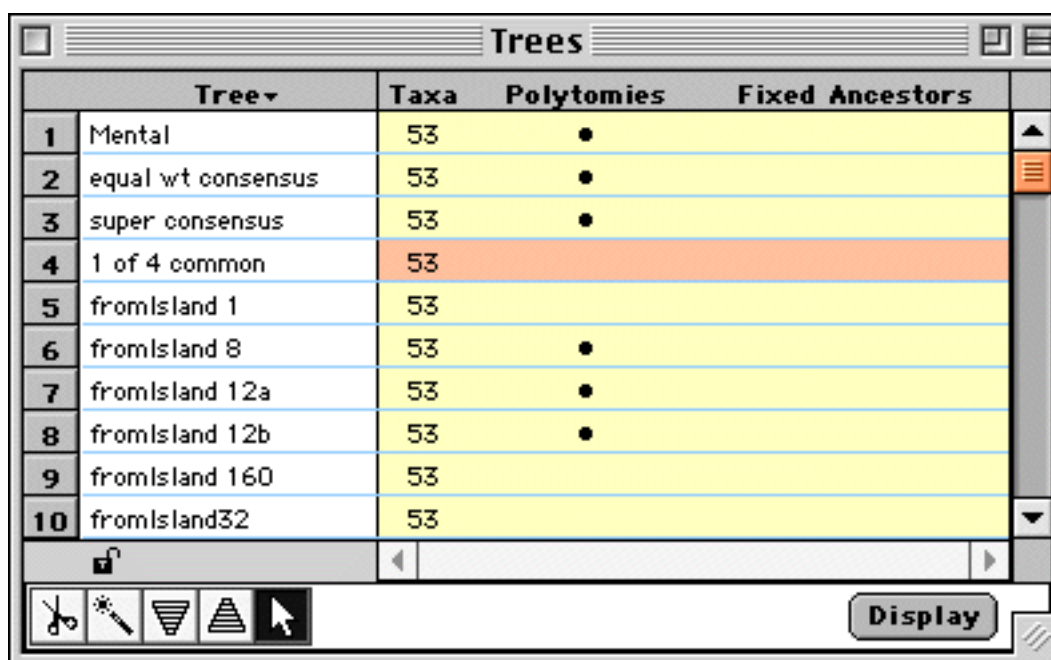 Trees
Tree Taxa Polytomies Fixed Ancestors
1 Mental 53 •
2 equal wt consensus 53 •
3 super consensus 53 •
4 1 of 4 common 53
5 fromIsland 1 53
6 fromIsland 8 53 •
7 fromIsland 12a 53 •
8 fromIsland 12b 53 •
9 fromIsland 160 53
10 fromIsland32 53
Display